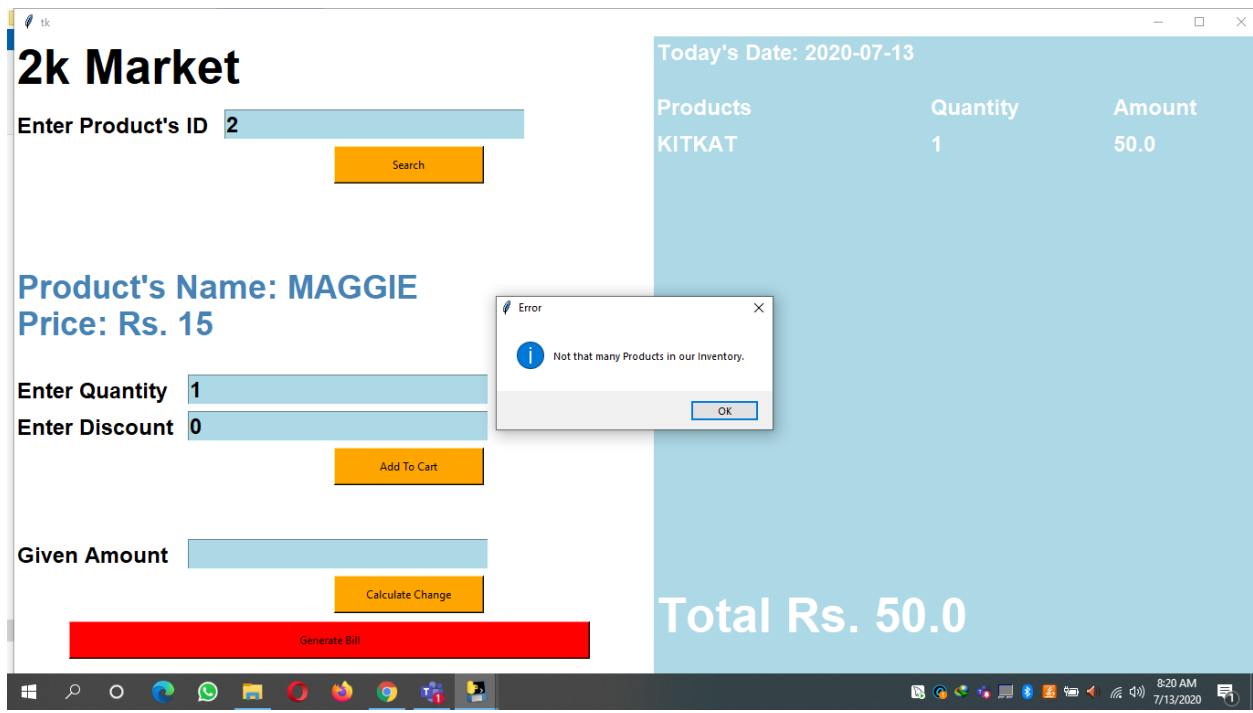 tk
2k Market
Enter Product's ID 2
Search
Product's Name: MAGGIE
Price: Rs. 15
Enter Quantity 1
Enter Discount 0
Add To Cart
Given Amount
Calculate Change
Generate Bill
Today's Date: 2020-07-13
Products Quantity Amount
KITKAT 1 50.0
Total Rs. 50.0
Error
Not that many Products in our Inventory.
OK
8:20 AM
7/13/2020